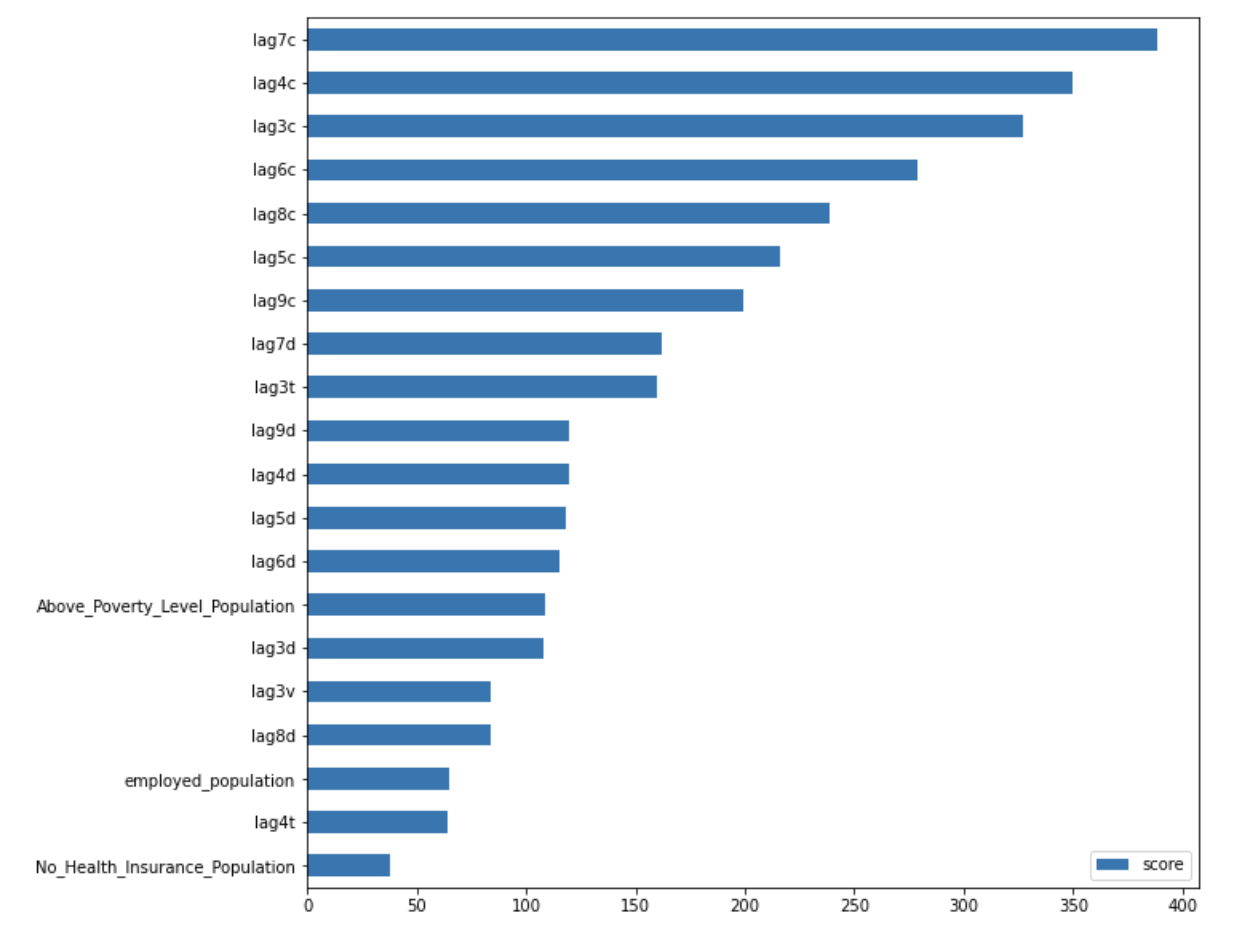 lag7c
lag4c
lag3c
lag6c
lag8c
lag5c
lag9c
lag7d
lag3t
lag9d
lag4d
lag5d
lag6d
Above_Poverty_Level_Population
lag3d
lag3v
lag8d
employed_population
lag4t
No_Health_Insurance_Population
score
0 50 100 150 200 250 300 350 400